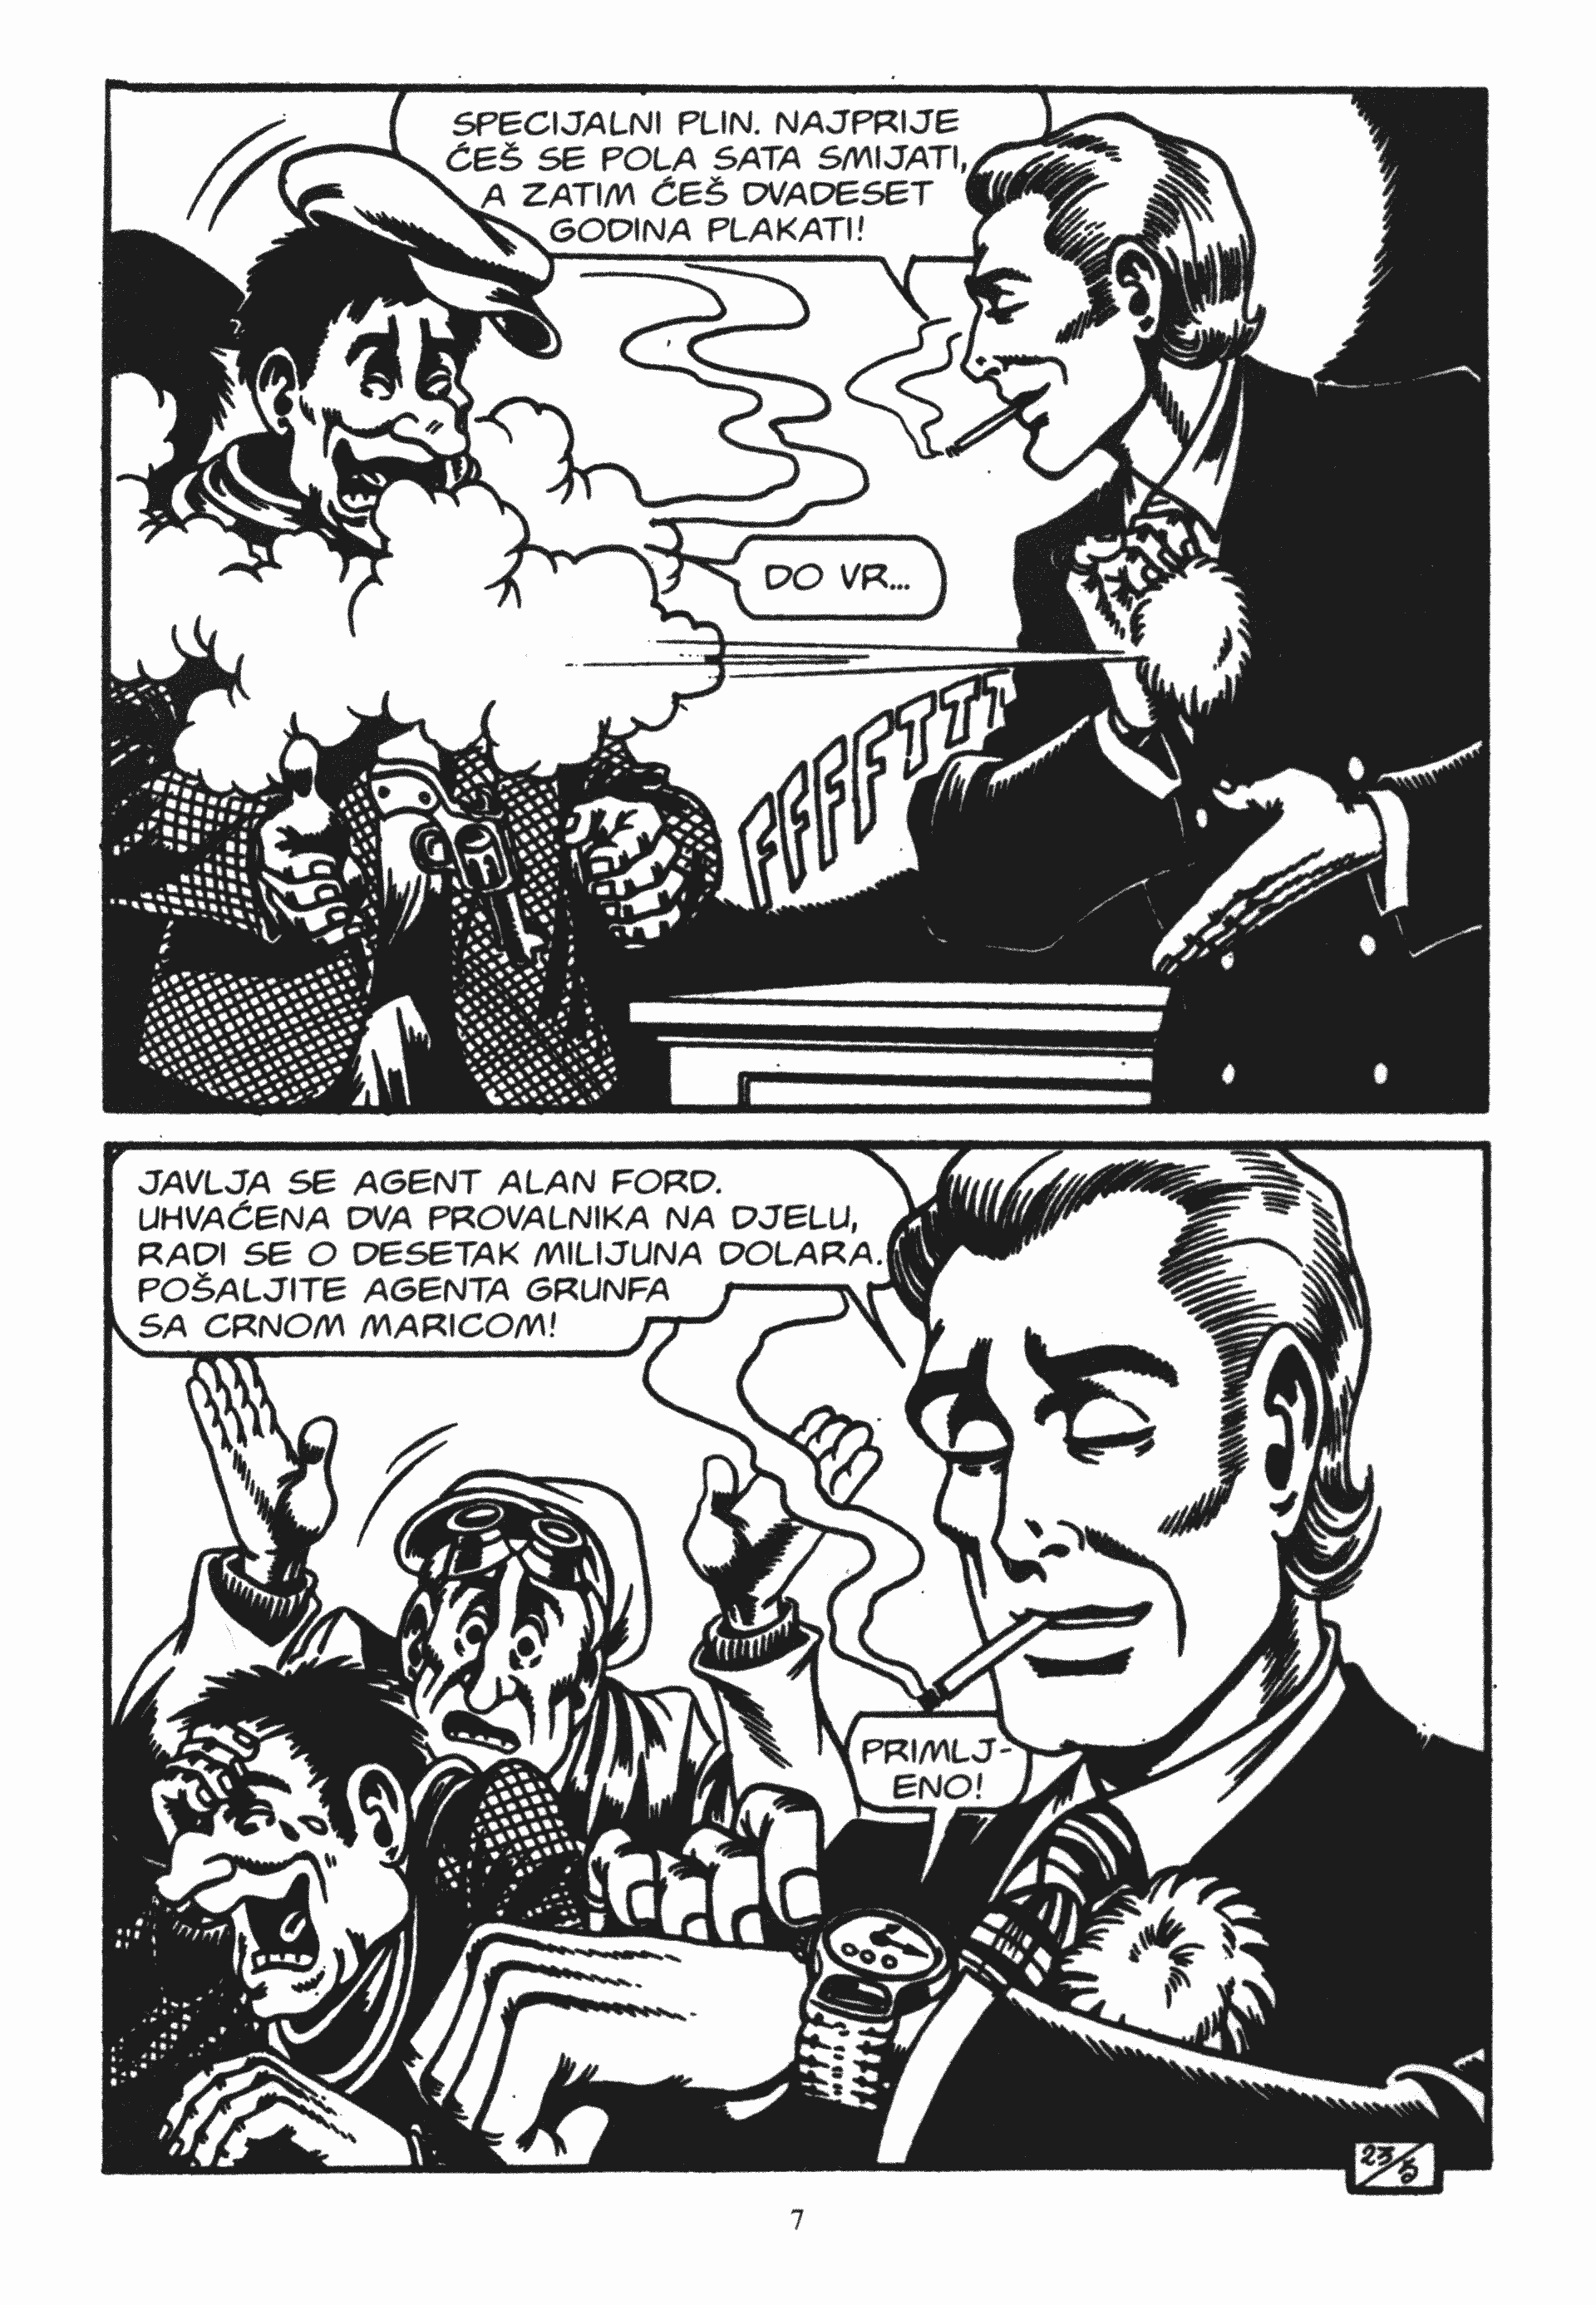 SPECIJALNI PLIN. NAJPRIJE
ĆEŠ SE POLA SATA SMIJATI,
A ZATIM ĆEŠ DVADESET
GODINA PLAKATI!
DO VR...
FFFFTTT
JAVLJA SE AGENT ALAN FORD.
UHVAĆENA DVA PROVALNIKA NA DJELU,
RADI SE O DESETAK MILIJUNA DOLARA.
POŠALJITE AGENTA GRUNFA
SA CRNOM MARICOM!
PRIMLJ-
ENO!
23/5
7